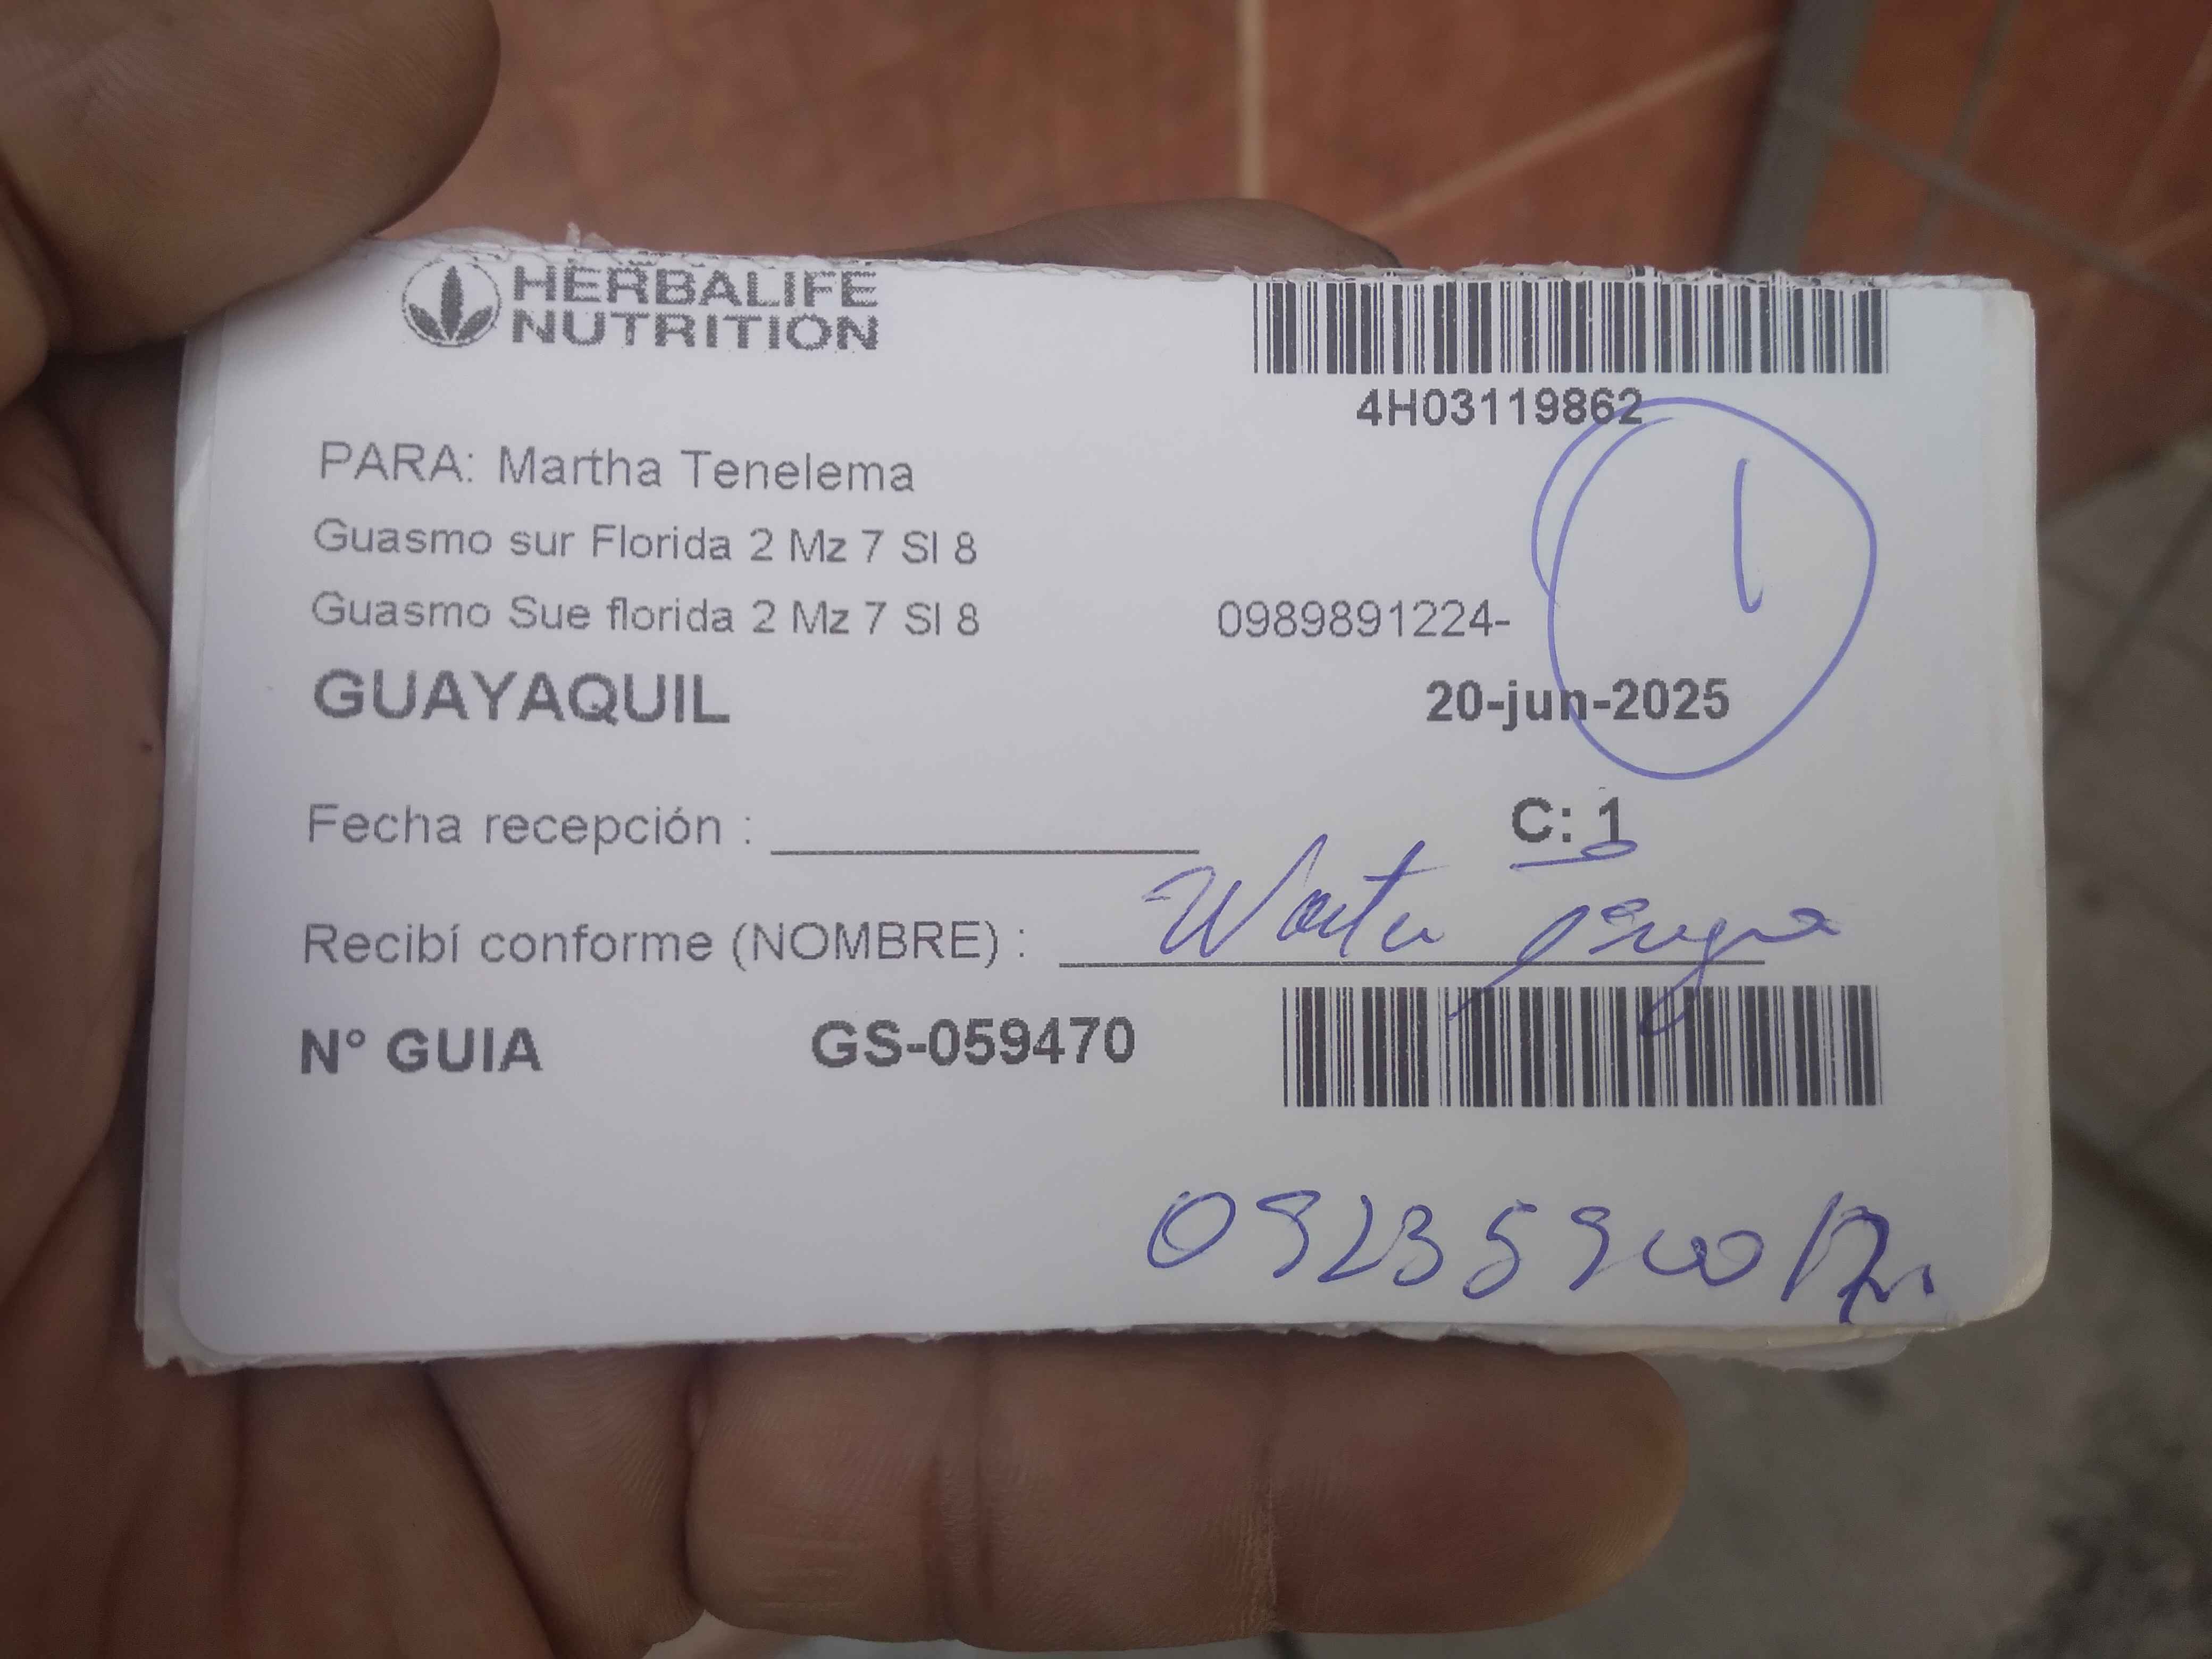 HERBALIFE
NUTRITION
4H03119862
PARA: Martha Tenelema
1
Guasmo sur Florida 2 Mz 7 Sl 8
Guasmo Sue florida 2 Mz 7 Sl 8 0989891224-
GUAYAQUIL 20-jun-2025
Fecha recepción : C: 1
Recibí conforme (NOMBRE) :
N° GUIA GS-059470